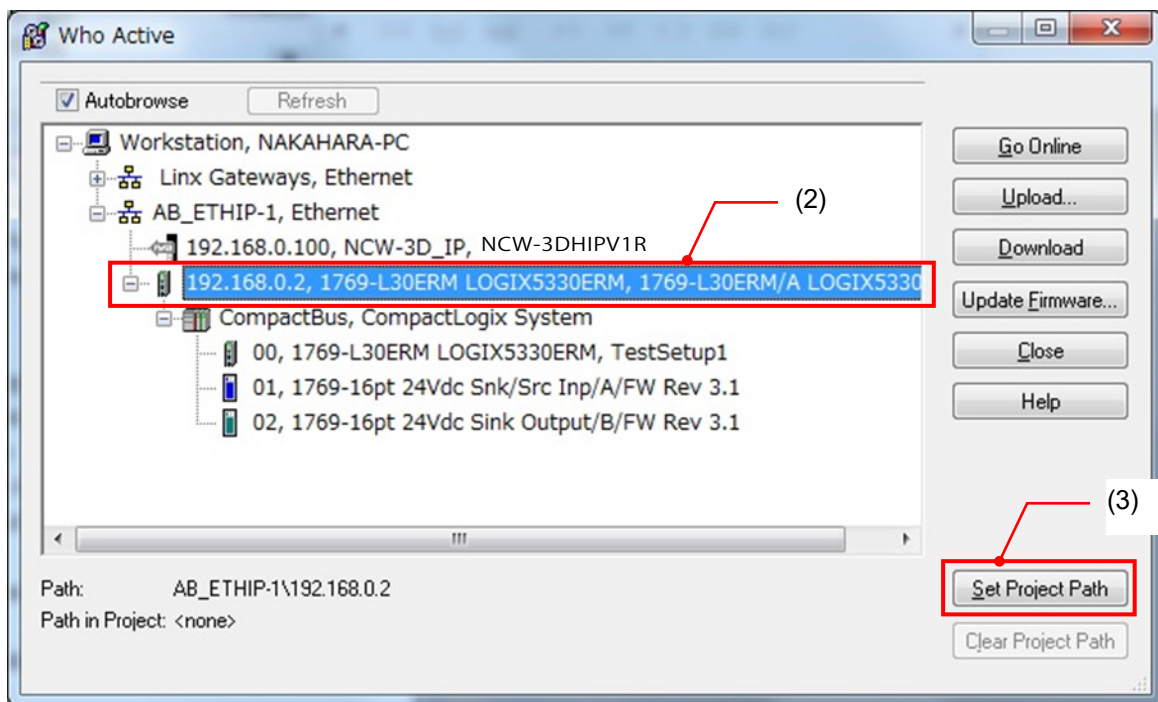 Who Active
Autobrowse
Refresh
Workstation, NAKAHARA-PC
Go Online
Linx Gateways, Ethernet
Upload...
AB_ETHIP-1, Ethernet
(2)
192.168.0.100, NCW-3D_IP, NCW-3DHIPV1R
Download
192.168.0.2, 1769-L30ERM LOGIX5330ERM, 1769-L30ERM/A LOGIX5330
Update Firmware...
CompactBus, CompactLogix System
00, 1769-L30ERM LOGIX5330ERM, TestSetup1
Close
01, 1769-16pt 24Vdc Snk/Src Inp/A/FW Rev 3.1
Help
02, 1769-16pt 24Vdc Sink Output/B/FW Rev 3.1
(3)
Path: AB_ETHIP-1\192.168.0.2
Set Project Path
Path in Project: <none>
Clear Project Path